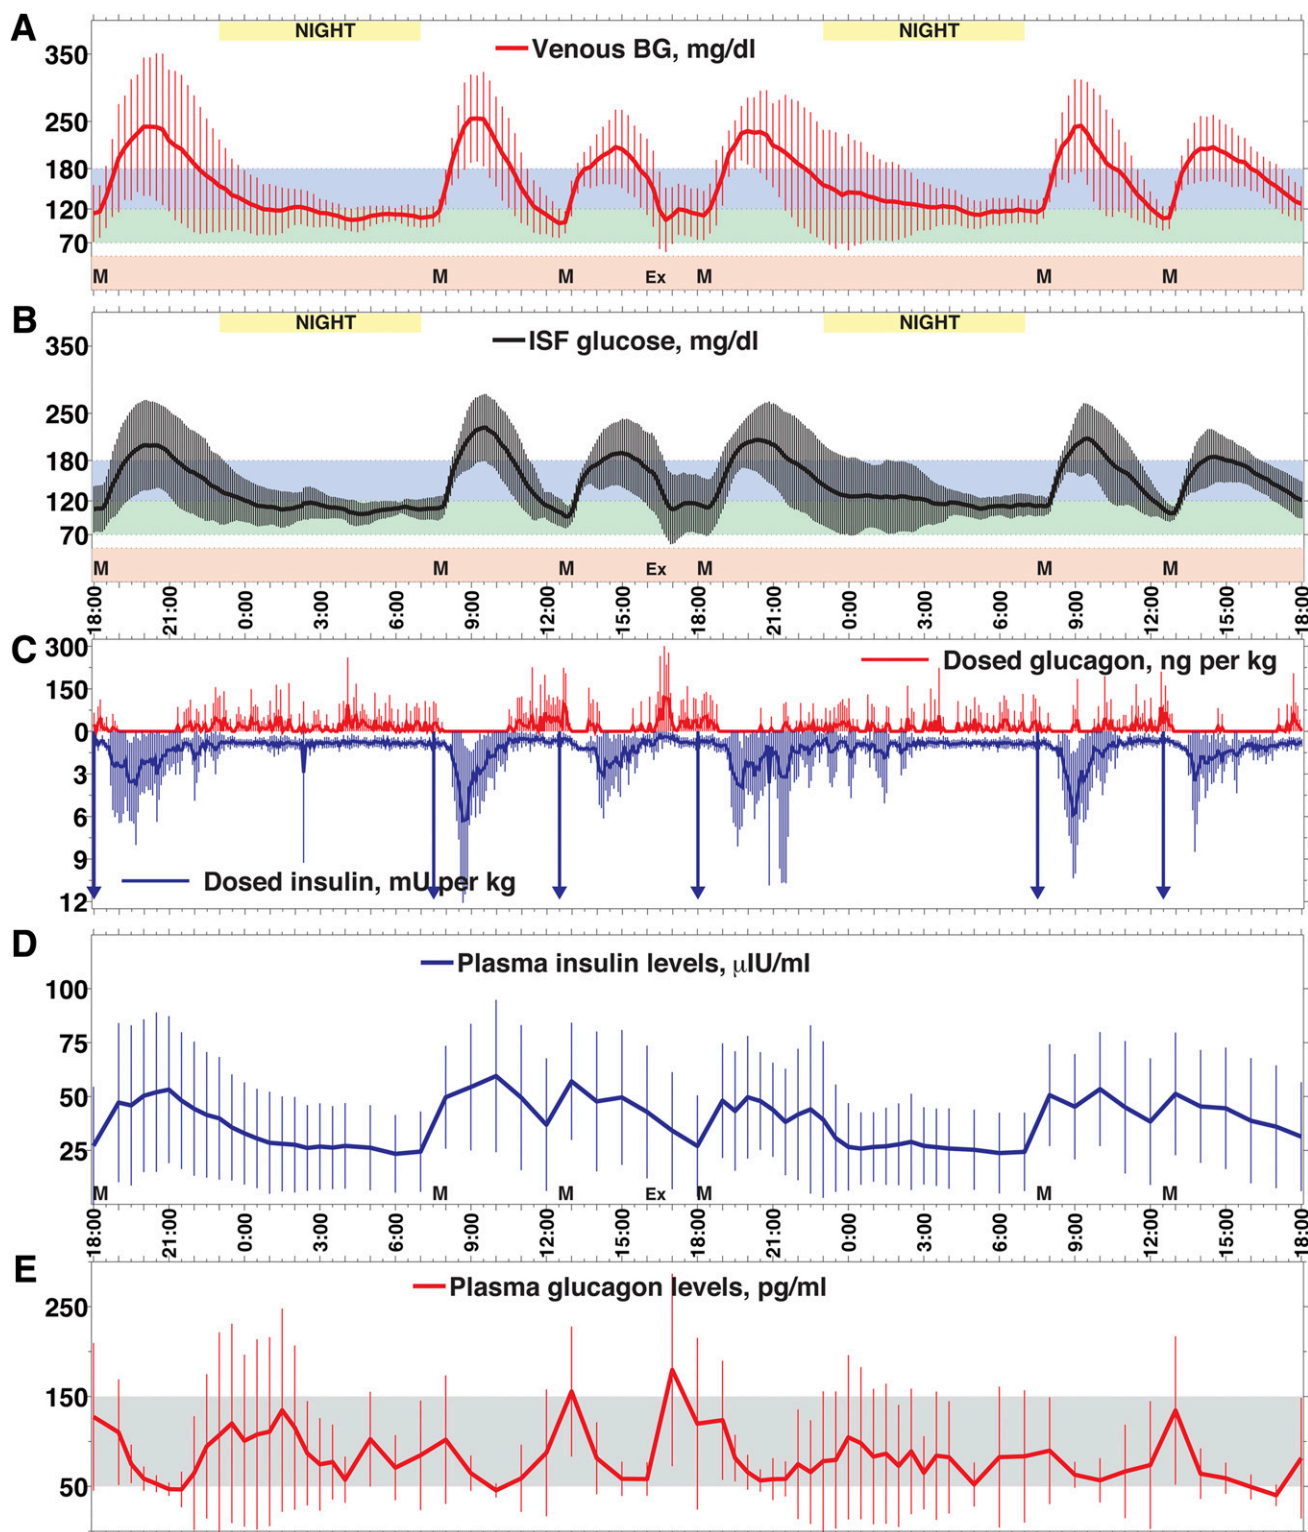 A
NIGHT NIGHT
Venous BG, mg/dl
350
250
180
120
70
M M M Ex M M M
B
NIGHT NIGHT
ISF glucose, mg/dl
350
250
180
120
70
M M M Ex M M M
18:00 21:00 0:00 3:00 6:00 9:00 12:00 15:00 18:00 21:00 0:00 3:00 6:00 9:00 12:00 15:00 18:00
C
300
Dosed glucagon, ng per kg
150
0
3
6
9
Dosed insulin, mU per kg
12
D
Plasma insulin levels, μIU/ml
100
75
50
25
M M M Ex M M M
18:00 21:00 0:00 3:00 6:00 9:00 12:00 15:00 18:00 21:00 0:00 3:00 6:00 9:00 12:00 15:00 18:00
E
Plasma glucagon levels, pg/ml
250
150
50